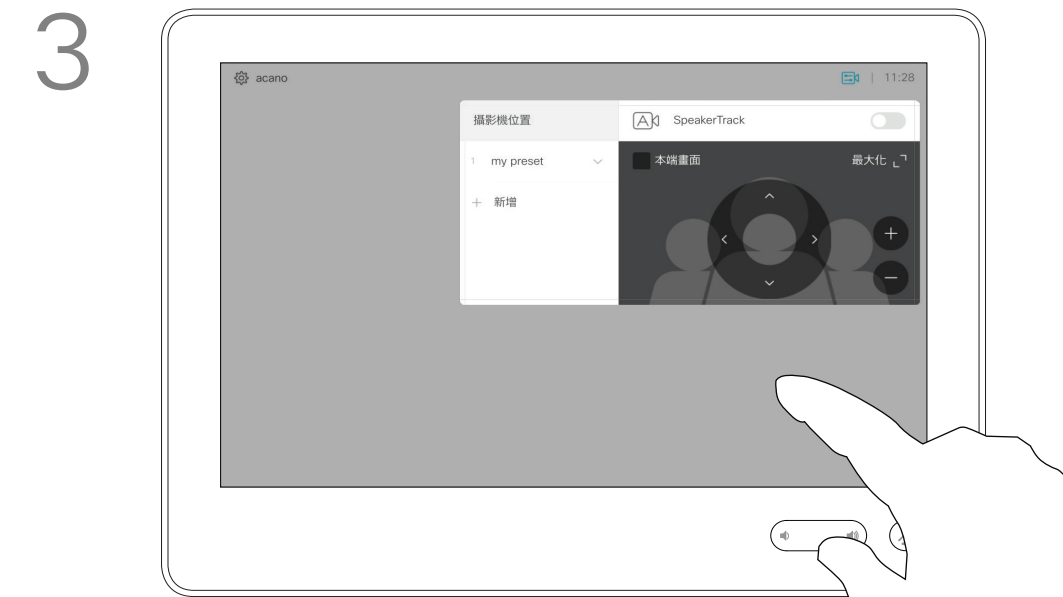 3
acano
11:28
攝影機位置
SpeakerTrack
1 my preset
本端畫面
最大化
+ 新增